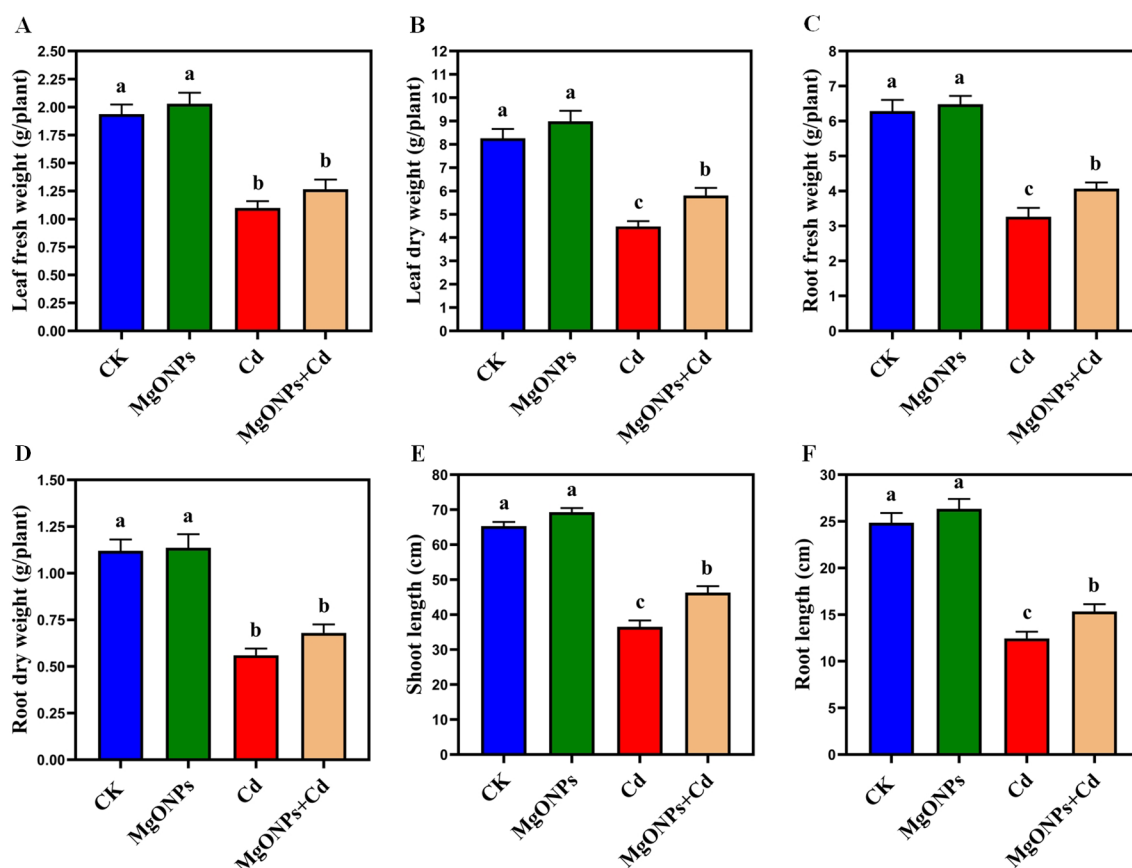 A
Leaf fresh weight (g/plant)
2.50
2.25
2.00
1.75
1.50
1.25
1.00
0.75
0.50
0.25
0.00
a
a
b
b
CK
MgONPs
Cd
MgONPs+Cd
B
Leaf dry weight (g/plant)
12
11
10
9
8
7
6
5
4
3
2
1
0
a
a
c
b
CK
MgONPs
Cd
MgONPs+Cd
C
Root fresh weight (g/plant)
8
7
6
5
4
3
2
1
0
a
a
c
b
CK
MgONPs
Cd
MgONPs+Cd
D
Root dry weight (g/plant)
1.50
1.25
1.00
0.75
0.50
0.25
0.00
a
a
b
b
CK
MgONPs
Cd
MgONPs+Cd
E
Shoot length (cm)
80
70
60
50
40
30
20
10
0
a
a
c
b
CK
MgONPs
Cd
MgONPs+Cd
F
Root length (cm)
30
25
20
15
10
5
0
a
a
c
b
CK
MgONPs
Cd
MgONPs+Cd